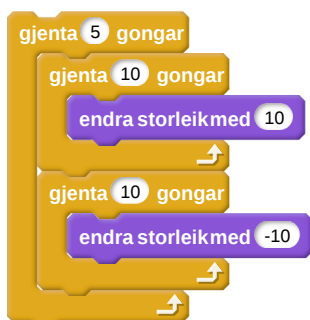 gjenta 5 gongar
gjenta 10 gongar
endra storleik med 10
gjenta 10 gongar
endra storleik med -10